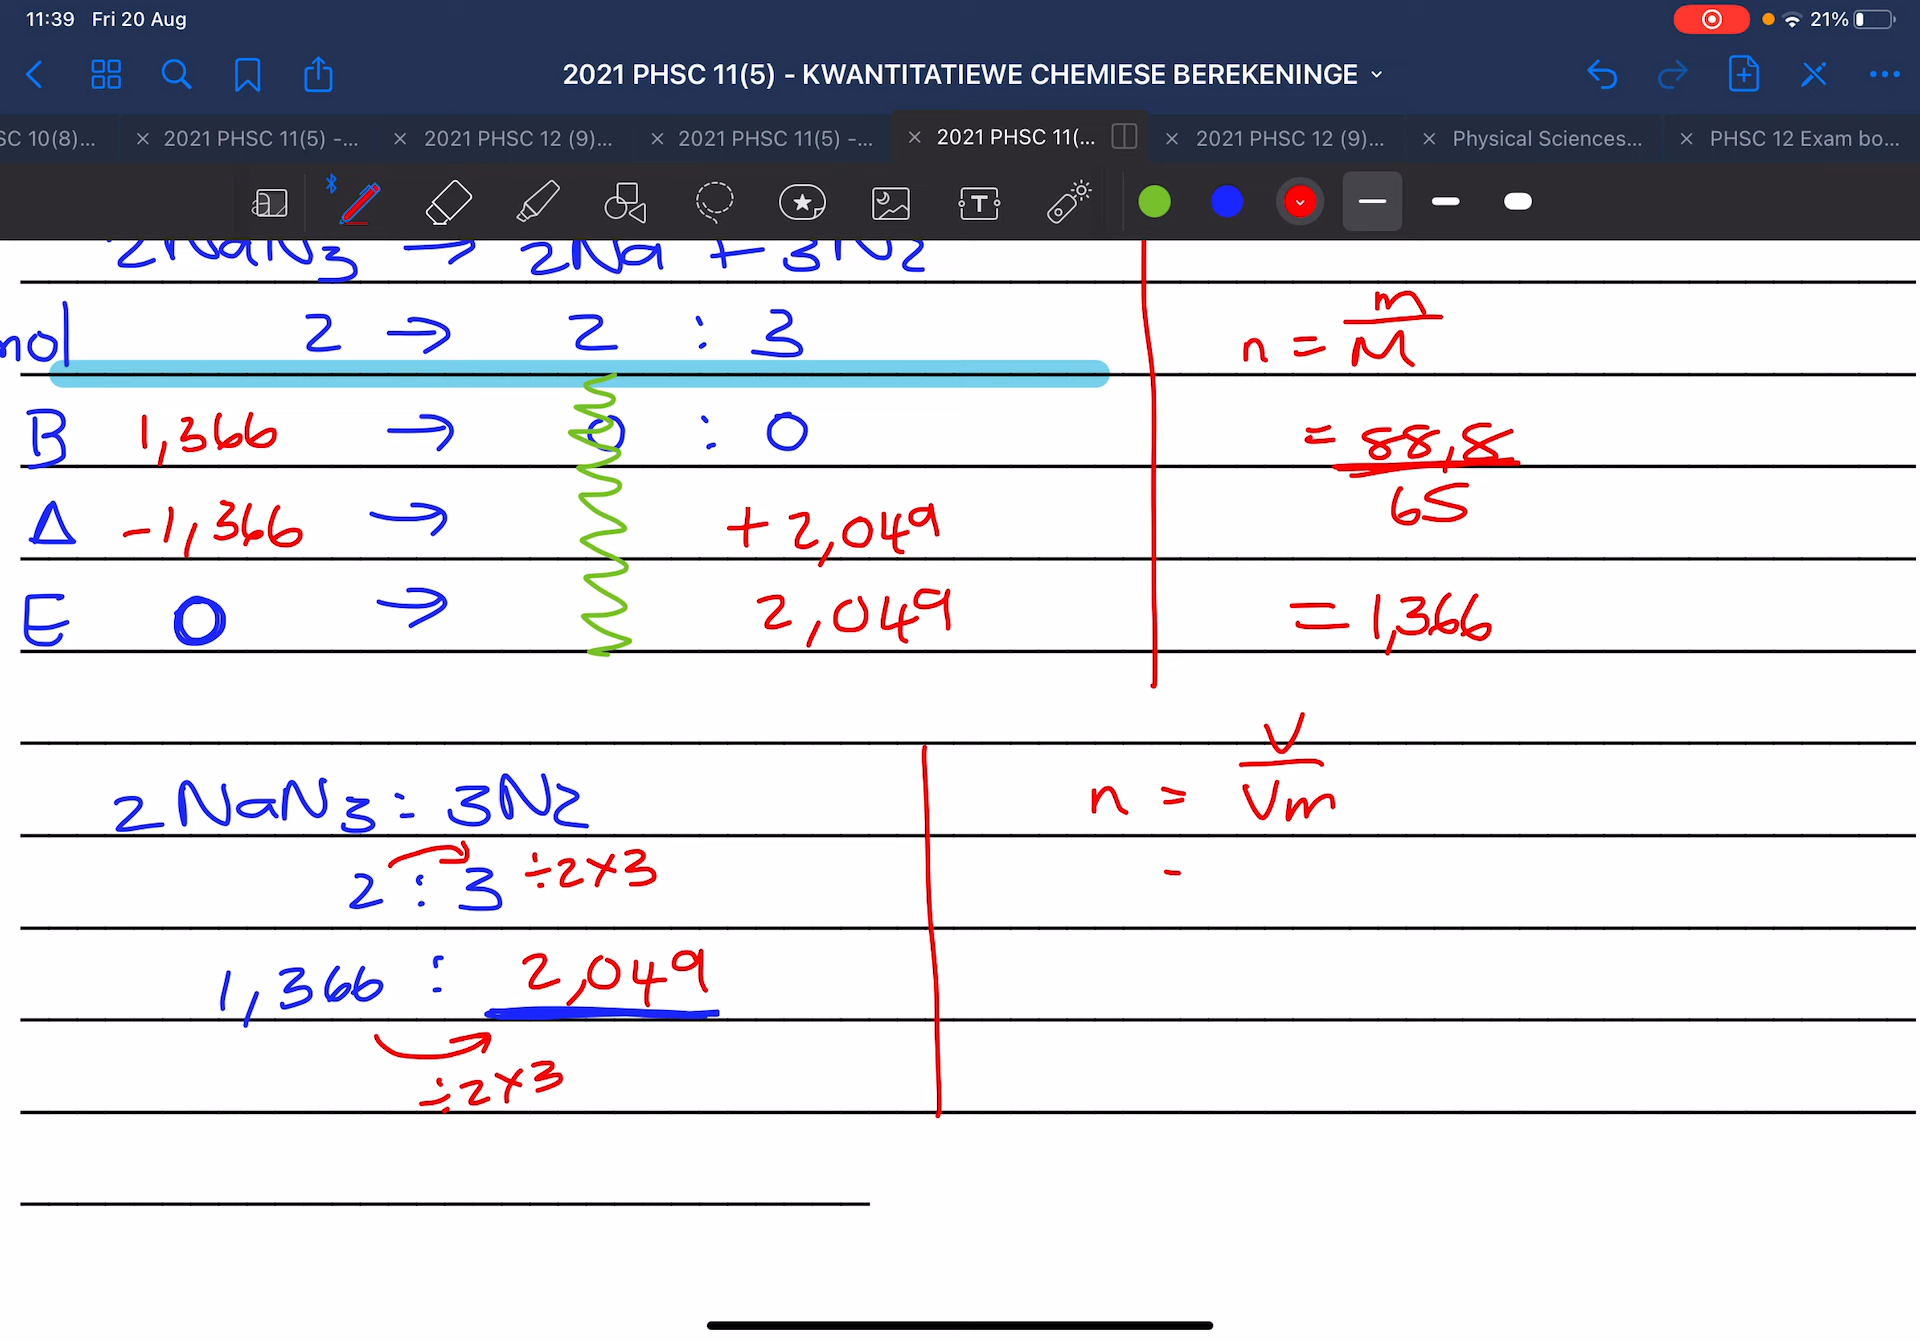 11:39 Fri 20 Aug 21%
2021 PHSC 11(5) - KWANTITATIEWE CHEMIESE BEREKENINGE
SC 10(8)... × 2021 PHSC 11(5) -... × 2021 PHSC 12 (9)... × 2021 PHSC 11(5) -... × 2021 PHSC 11(... × 2021 PHSC 12 (9)... × Physical Sciences... × PHSC 12 Exam bo...
T
2NaN3 → 2Na + 3N2
mol 2 → 2 : 3
B 1,366 → 0 : 0
Δ -1,366 → + 2,049
E 0 → 2,049
n = m/M
= 88,8/65
= 1,366
2NaN3 : 3N2
2 : 3 ÷2×3
1,366 : 2,049
÷2×3
n = V/Vm
-